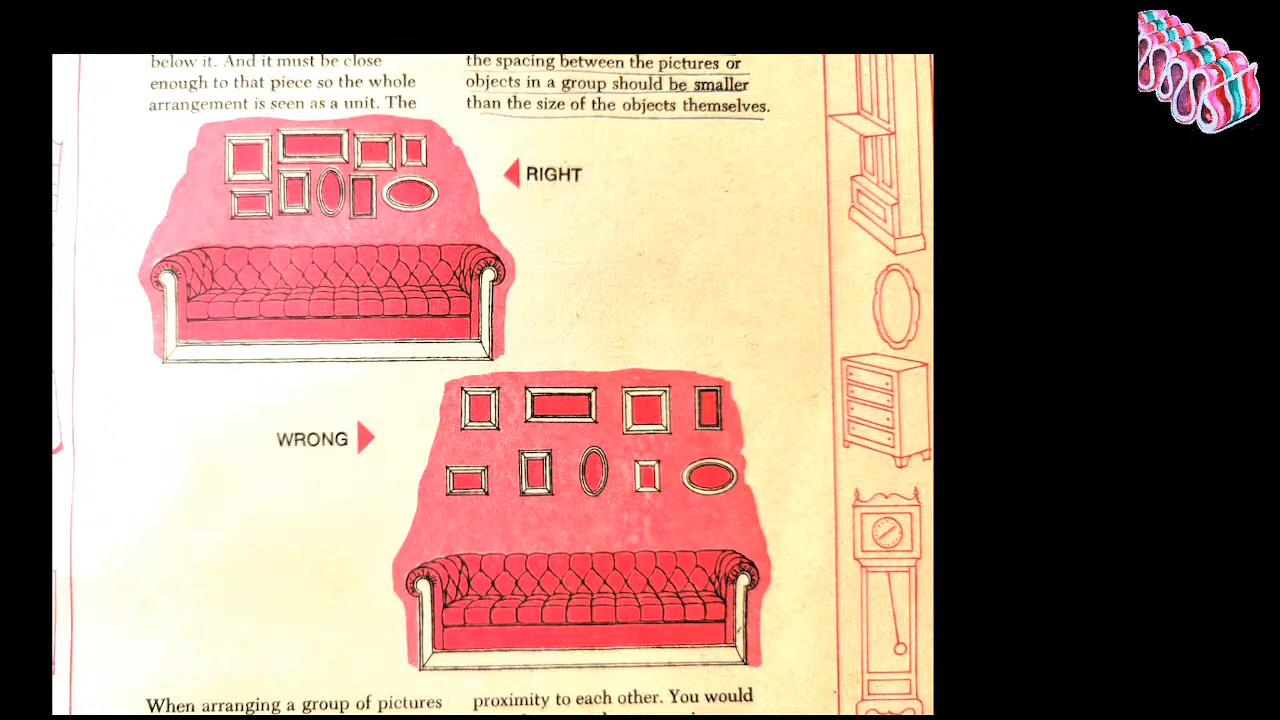 below it. And it must be close
enough to that piece so the whole
arrangement is seen as a unit. The
the spacing between the pictures or
objects in a group should be smaller
than the size of the objects themselves.
RIGHT
WRONG
When arranging a group of pictures
proximity to each other. You would